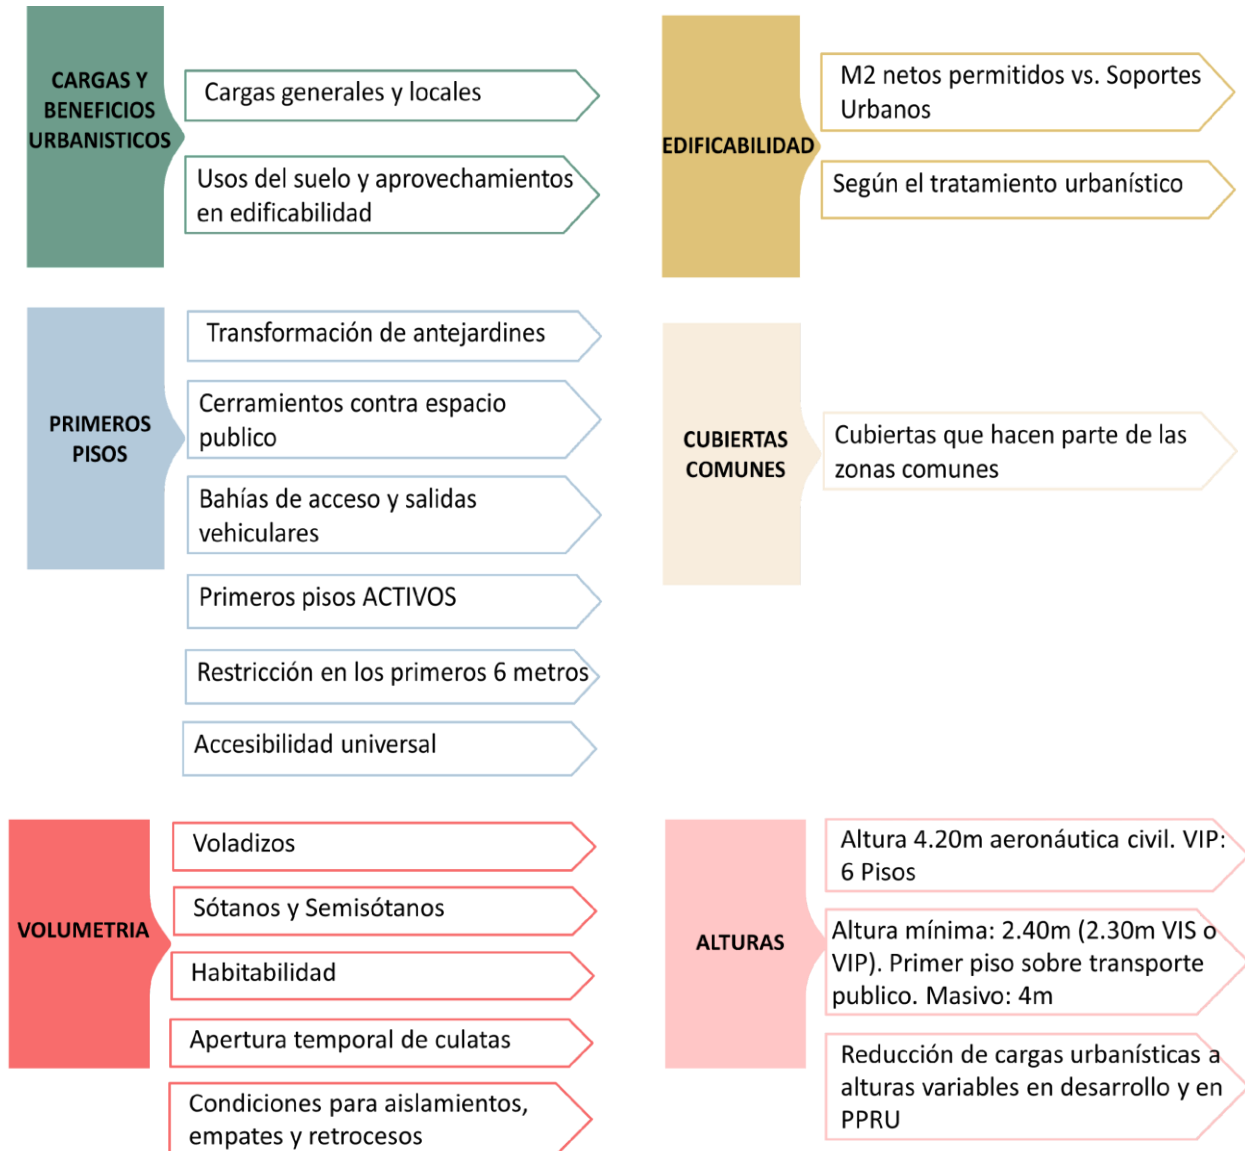 CARGAS Y
BENEFICIOS
URBANISTICOS
Cargas generales y locales
Usos del suelo y aprovechamientos
en edificabilidad
EDIFICABILIDAD
M2 netos permitidos vs. Soportes
Urbanos
Según el tratamiento urbanístico
PRIMEROS
PISOS
Transformación de antejardines
Cerramientos contra espacio
publico
Bahías de acceso y salidas
vehiculares
Primeros pisos ACTIVOS
Restricción en los primeros 6 metros
Accesibilidad universal
CUBIERTAS
COMUNES
Cubiertas que hacen parte de las
zonas comunes
VOLUMETRIA
Voladizos
Sótanos y Semisótanos
Habitabilidad
Apertura temporal de culatas
Condiciones para aislamientos,
empates y retrocesos
ALTURAS
Altura 4.20m aeronáutica civil. VIP:
6 Pisos
Altura mínima: 2.40m (2.30m VIS o
VIP). Primer piso sobre transporte
publico. Masivo: 4m
Reducción de cargas urbanísticas a
alturas variables en desarrollo y en
PPRU